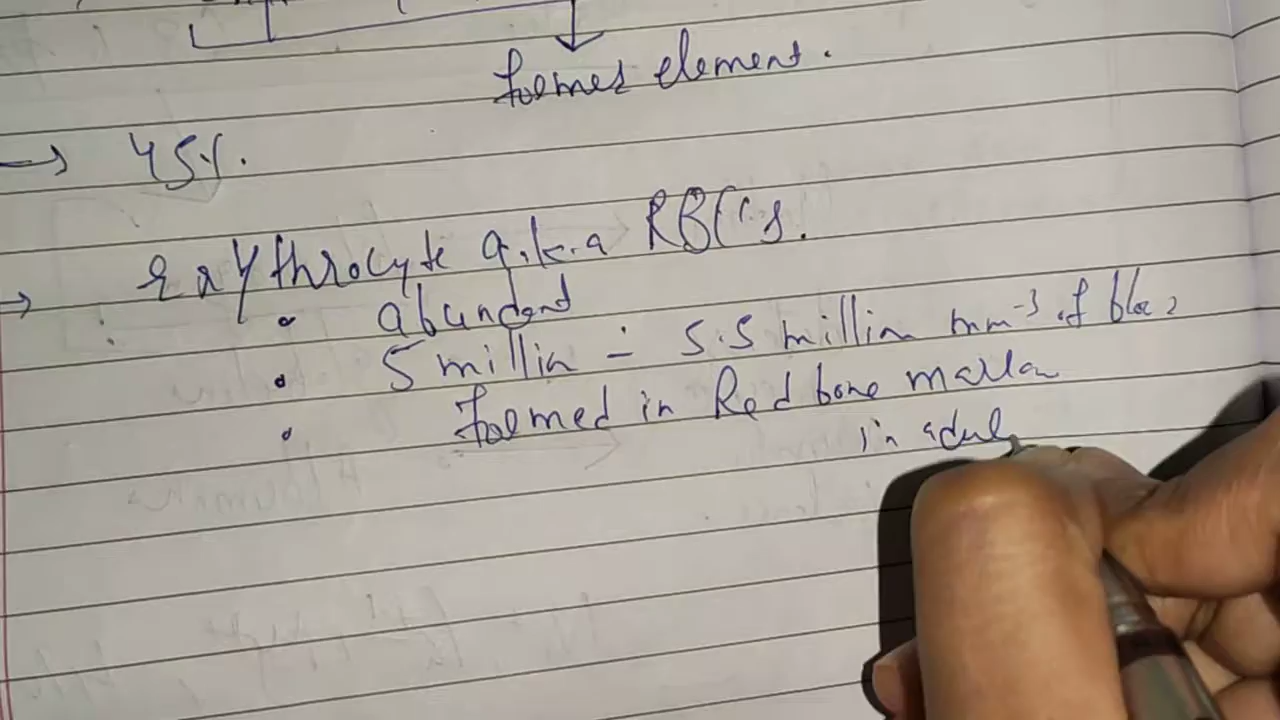 formed element.
→ 45%.
→ erythrocyte a.k.a RBC's.
• abundant
• 5 million - 5.5 million mm⁻³ of
• formed in Red bone marrow
in adul